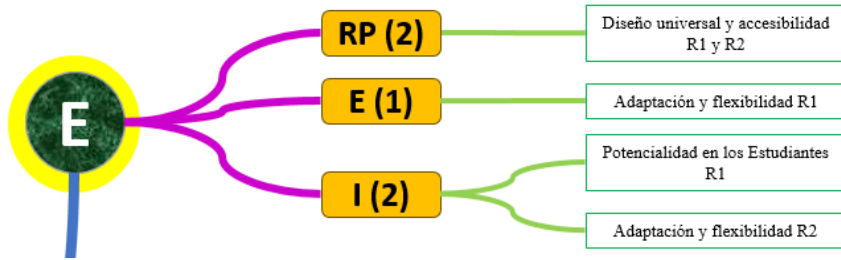 E
RP (2)
Diseño universal y accesibilidad
R1 y R2
E (1)
Adaptación y flexibilidad R1
I (2)
Potencialidad en los Estudiantes
R1
Adaptación y flexibilidad R2